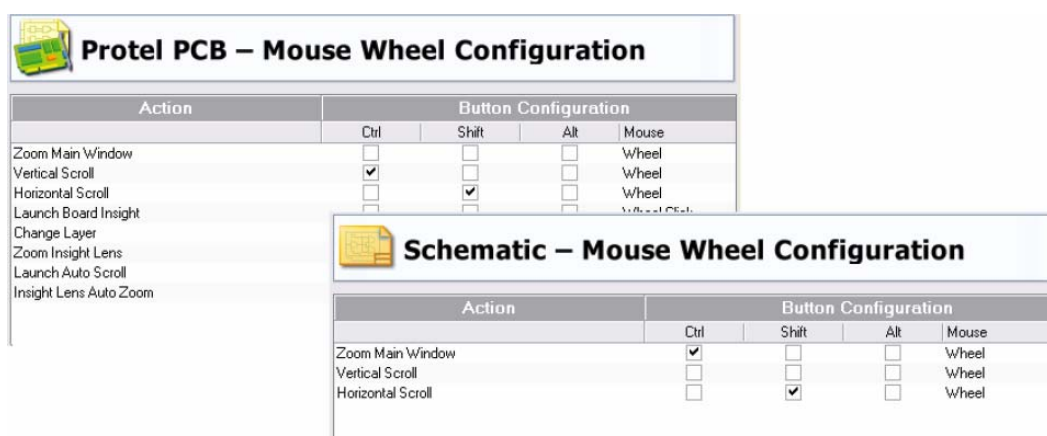 Protel PCB – Mouse Wheel Configuration
Action Button Configuration
Ctrl Shift Alt Mouse
Zoom Main Window Wheel
Vertical Scroll Wheel
Horizontal Scroll Wheel
Launch Board Insight
Change Layer
Zoom Insight Lens
Launch Auto Scroll
Insight Lens Auto Zoom
Schematic – Mouse Wheel Configuration
Action Button Configuration
Ctrl Shift Alt Mouse
Zoom Main Window Wheel
Vertical Scroll Wheel
Horizontal Scroll Wheel